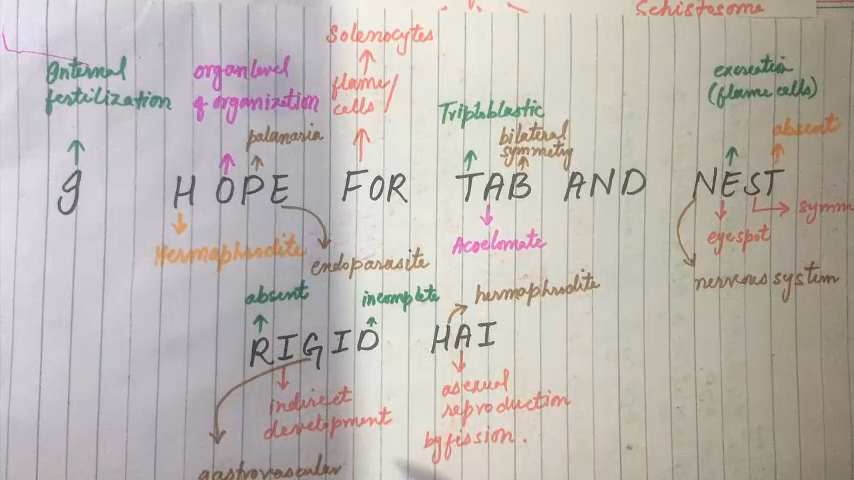 Schistosoma
Solenocytes
Internal fertilization
organ level of organization
flame/ cells/
excreation (flame cells)
Triploblastic
bilateral symmetry
absent
palanaria
g HOPE FOR TAB AND NEST
symm
Hermaphrodite
endoparasite
Acoelomate
eyespot
nervous system
absent
incomplete
hermaphrodite
RIGID HAI
indirect development
asexual reproduction by fission.
gastrovascular